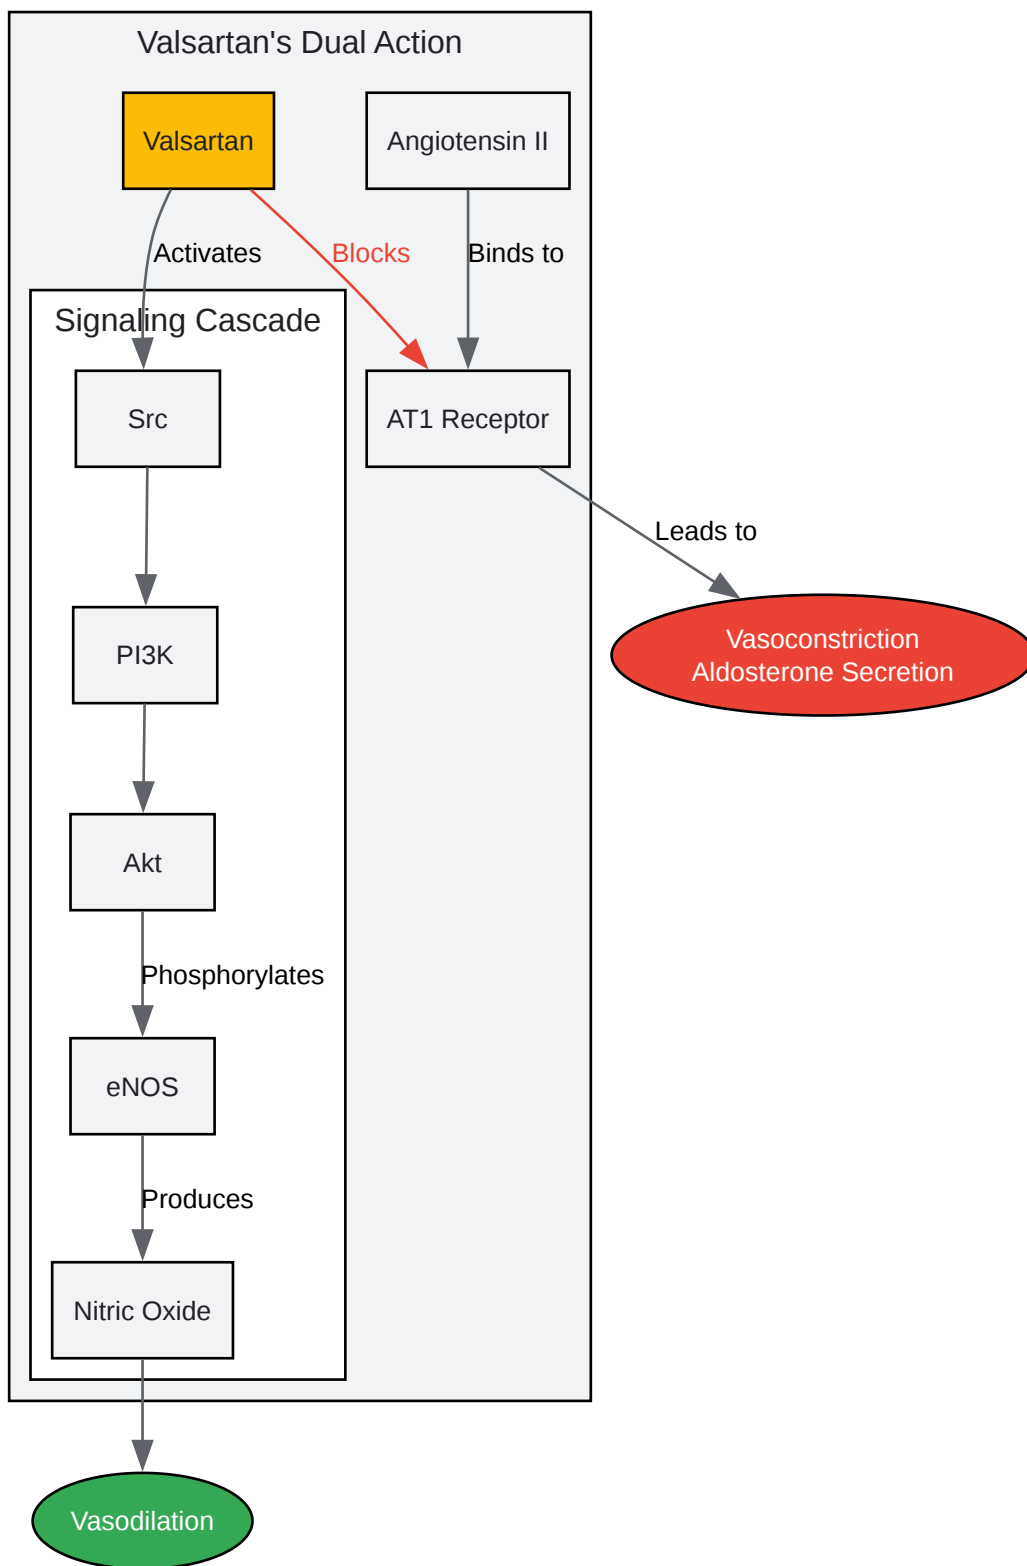 Valsartan's Dual Action
Valsartan
Angiotensin II
Activates
Blocks
Binds to
Signaling Cascade
Src
AT1 Receptor
Leads to
PI3K
Vasoconstriction
Aldosterone Secretion
Akt
Phosphorylates
eNOS
Produces
Nitric Oxide
Vasodilation